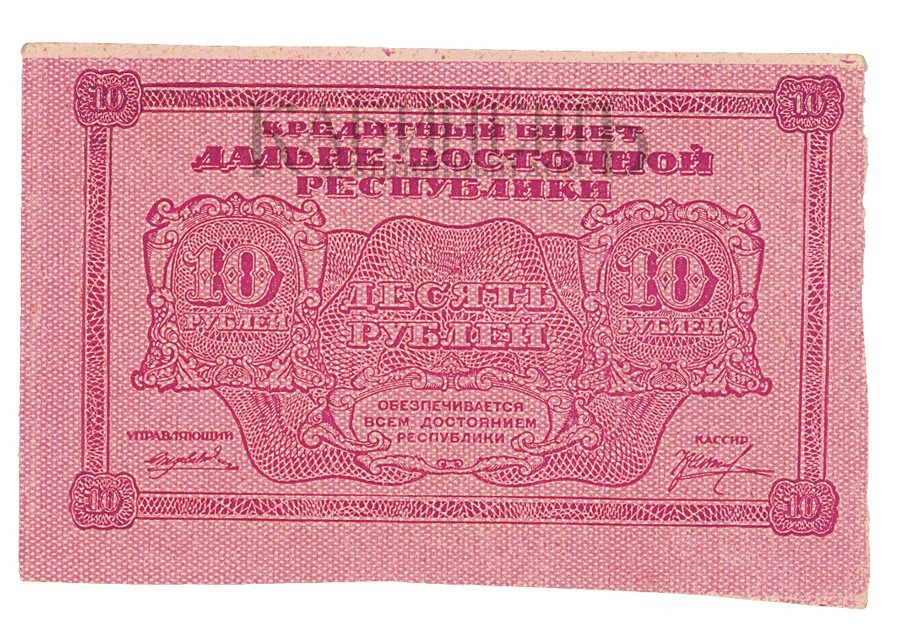 10 10
КРЕДИТНЫЙ БИЛЕТ
ДАЛЬНЕ-ВОСТОЧНОЙ
РЕСПУБЛИКИ
10
РУБЛЕЙ
ДЕСЯТЬ
РУБЛЕЙ
10
РУБЛЕЙ
ОБЕЗПЕЧИВАЕТСЯ
ВСЕМ ДОСТОЯНИЕМ
РЕСПУБЛИКИ
УПРАВЛЯЮЩИЙ
КАССИР
10 10